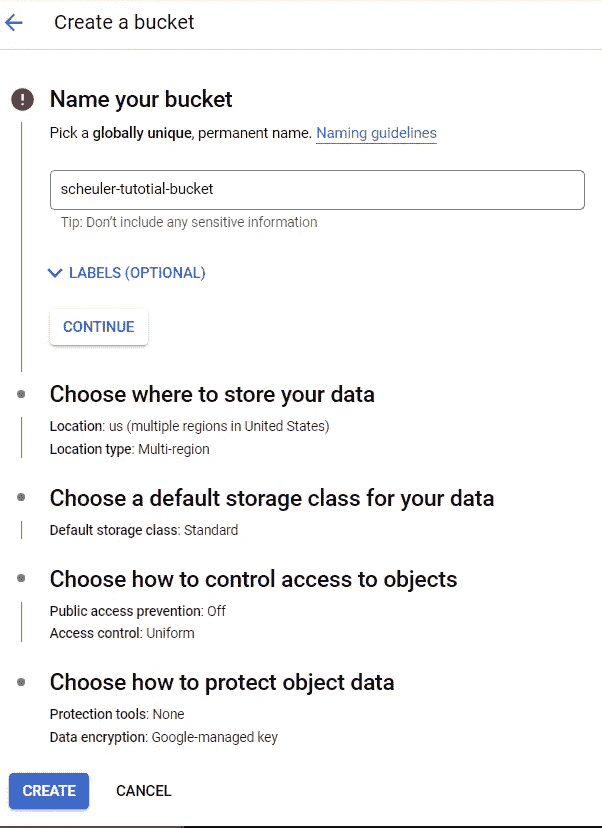 Create a bucket
Name your bucket
Pick a globally unique, permanent name. Naming guidelines
scheuler-tutotial-bucket
Tip: Don’t include any sensitive information
LABELS (OPTIONAL)
CONTINUE
Choose where to store your data
Location: us (multiple regions in United States)
Location type: Multi-region
Choose a default storage class for your data
Default storage class: Standard
Choose how to control access to objects
Public access prevention: Off
Access control: Uniform
Choose how to protect object data
Protection tools: None
Data encryption: Google-managed key
CREATE CANCEL